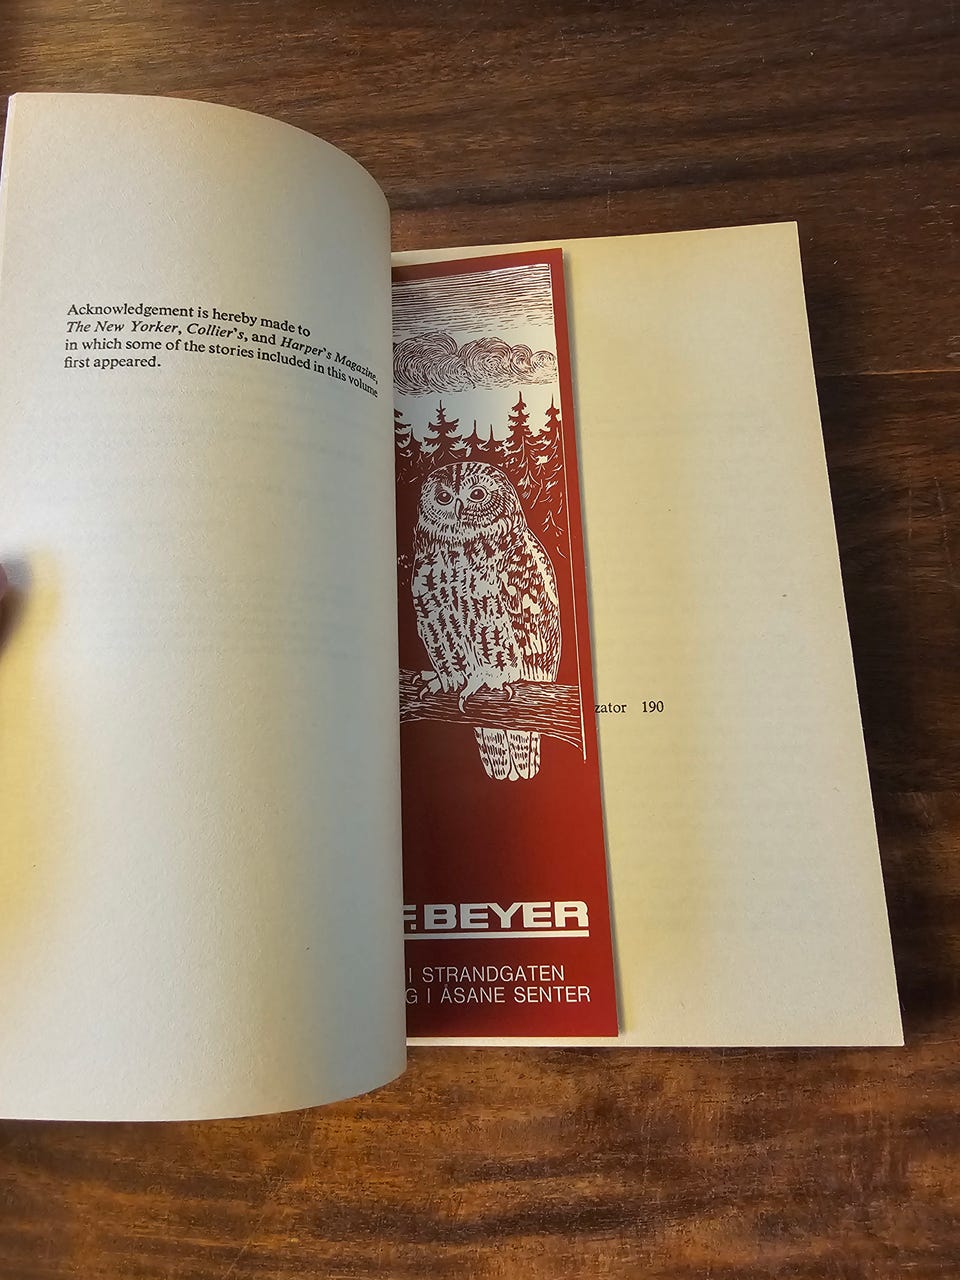 Acknowledgement is hereby made to
The New Yorker, Collier's, and Harper's Magazine,
in which some of the stories included in this volume
first appeared.
zator 190
F. BEYER
I STRANDGATEN
G I ÅSANE SENTER